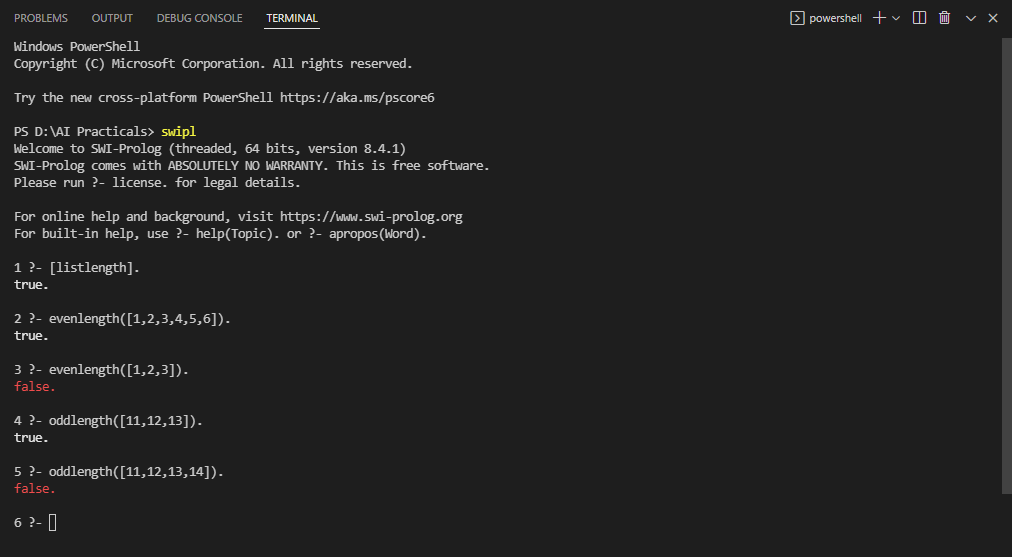 PROBLEMS OUTPUT DEBUG CONSOLE TERMINAL powershell
Windows PowerShell
Copyright (C) Microsoft Corporation. All rights reserved.
Try the new cross-platform PowerShell https://aka.ms/pscore6
PS D:\AI Practicals> swipl
Welcome to SWI-Prolog (threaded, 64 bits, version 8.4.1)
SWI-Prolog comes with ABSOLUTELY NO WARRANTY. This is free software.
Please run ?- license. for legal details.
For online help and background, visit https://www.swi-prolog.org
For built-in help, use ?- help(Topic). or ?- apropos(Word).
1 ?- [listlength].
true.
2 ?- evenlength([1,2,3,4,5,6]).
true.
3 ?- evenlength([1,2,3]).
false.
4 ?- oddlength([11,12,13]).
true.
5 ?- oddlength([11,12,13,14]).
false.
6 ?-